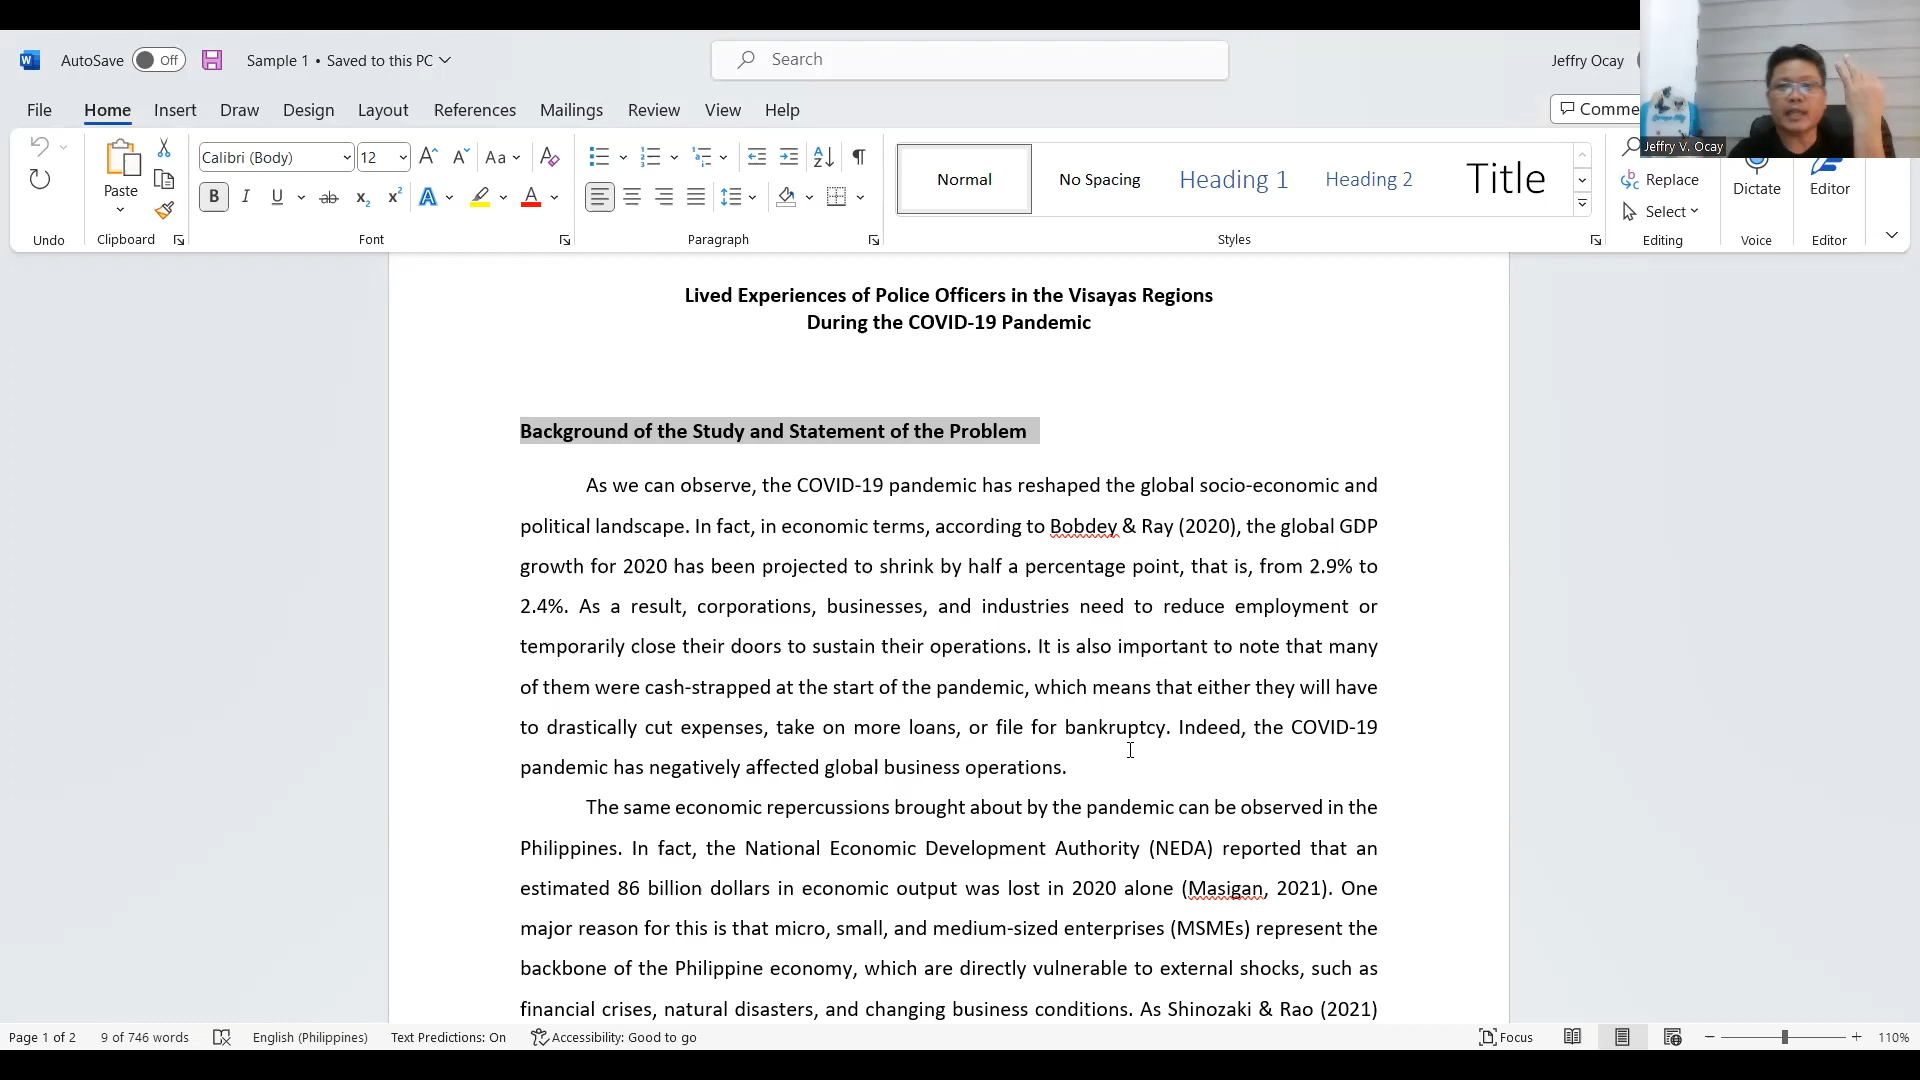 AutoSave Off Sample 1 • Saved to this PC Search Jeffry Ocay
File Home Insert Draw Design Layout References Mailings Review View Help Comme
Jeffry V. Ocay
Calibri (Body) 12 Aa
Paste
B I U ab x₂ x² A A
Normal No Spacing Heading 1 Heading 2 Title
Replace
Select
Dictate Editor
Undo Clipboard Font Paragraph Styles Editing Voice Editor
Lived Experiences of Police Officers in the Visayas Regions
During the COVID-19 Pandemic
Background of the Study and Statement of the Problem
As we can observe, the COVID-19 pandemic has reshaped the global socio-economic and
political landscape. In fact, in economic terms, according to Bobdey & Ray (2020), the global GDP
growth for 2020 has been projected to shrink by half a percentage point, that is, from 2.9% to
2.4%. As a result, corporations, businesses, and industries need to reduce employment or
temporarily close their doors to sustain their operations. It is also important to note that many
of them were cash-strapped at the start of the pandemic, which means that either they will have
to drastically cut expenses, take on more loans, or file for bankruptcy. Indeed, the COVID-19
pandemic has negatively affected global business operations.
The same economic repercussions brought about by the pandemic can be observed in the
Philippines. In fact, the National Economic Development Authority (NEDA) reported that an
estimated 86 billion dollars in economic output was lost in 2020 alone (Masigan, 2021). One
major reason for this is that micro, small, and medium-sized enterprises (MSMEs) represent the
backbone of the Philippine economy, which are directly vulnerable to external shocks, such as
financial crises, natural disasters, and changing business conditions. As Shinozaki & Rao (2021)
Page 1 of 2 9 of 746 words English (Philippines) Text Predictions: On Accessibility: Good to go Focus 110%